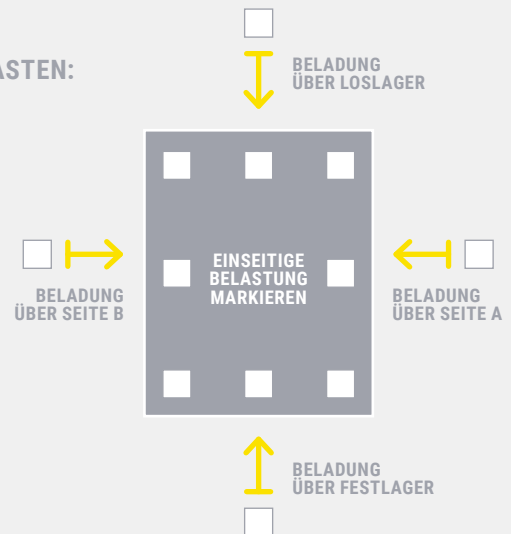 ASTEN:
BELADUNG
ÜBER LOSLAGER
EINSEITIGE
BELASTUNG
MARKIEREN
BELADUNG
ÜBER SEITE B
BELADUNG
ÜBER SEITE A
BELADUNG
ÜBER FESTLAGER